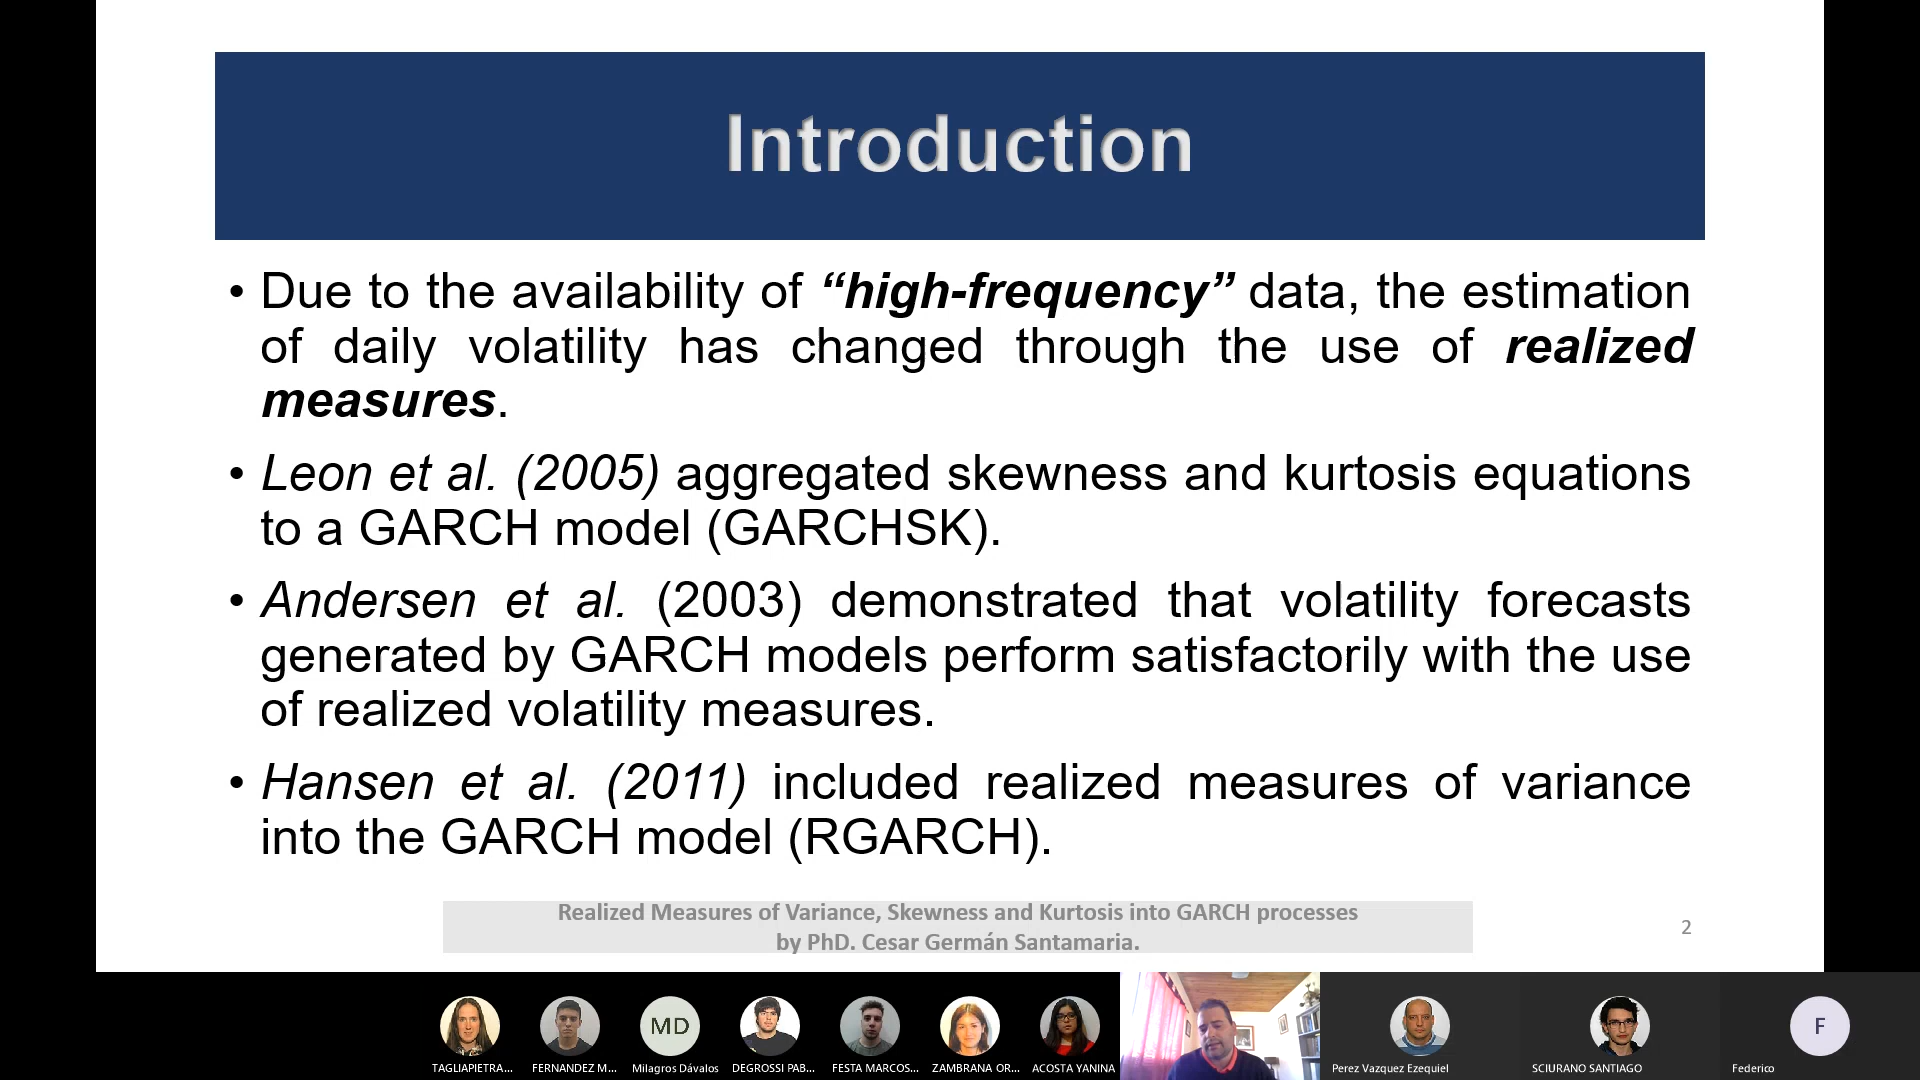 Introduction
• Due to the availability of “high-frequency” data, the estimation
of daily volatility has changed through the use of realized
measures.
• Leon et al. (2005) aggregated skewness and kurtosis equations
to a GARCH model (GARCHSK).
• Andersen et al. (2003) demonstrated that volatility forecasts
generated by GARCH models perform satisfactorily with the use
of realized volatility measures.
• Hansen et al. (2011) included realized measures of variance
into the GARCH model (RGARCH).
Realized Measures of Variance, Skewness and Kurtosis into GARCH processes
by PhD. Cesar Germán Santamaria.
2
MD
F
TAGLIAPIETRA...
FERNANDEZ M...
Milagros Dávalos
DEGROSSI PAB...
FESTA MARCOS...
ZAMBRANA OR...
ACOSTA YANINA
Perez Vazquez Ezequiel
SCIURANO SANTIAGO
Federico